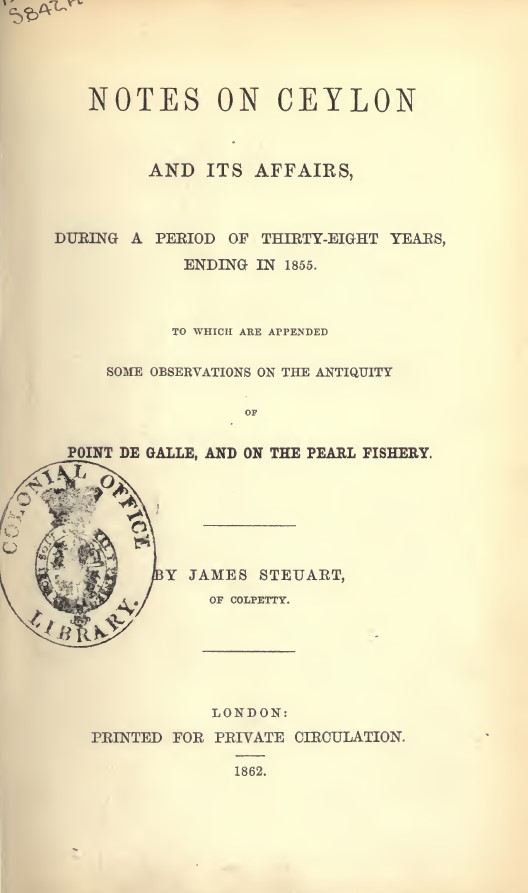 S842n
NOTES ON CEYLON
AND ITS AFFAIRS,
DURING A PERIOD OF THIRTY-EIGHT YEARS,
ENDING IN 1855.
TO WHICH ARE APPENDED
SOME OBSERVATIONS ON THE ANTIQUITY
OF
POINT DE GALLE, AND ON THE PEARL FISHERY.
COLONIAL OFFICE
LIBRARY.
BY JAMES STEUART,
OF COLPETTY.
LONDON:
PRINTED FOR PRIVATE CIRCULATION.
1862.